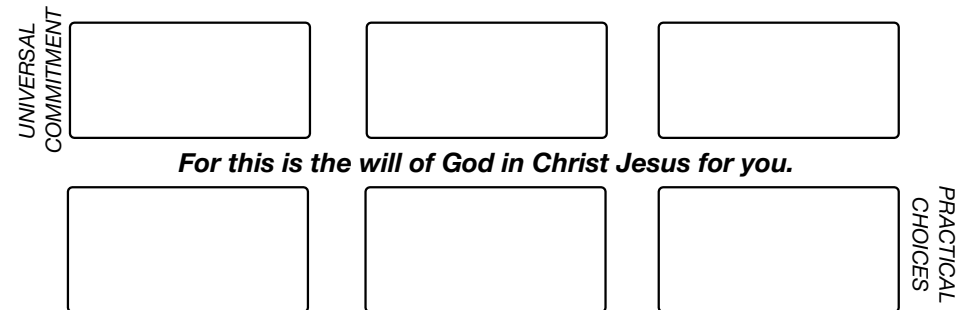 UNIVERSAL
COMMITMENT
For this is the will of God in Christ Jesus for you.
PRACTICAL
CHOICES